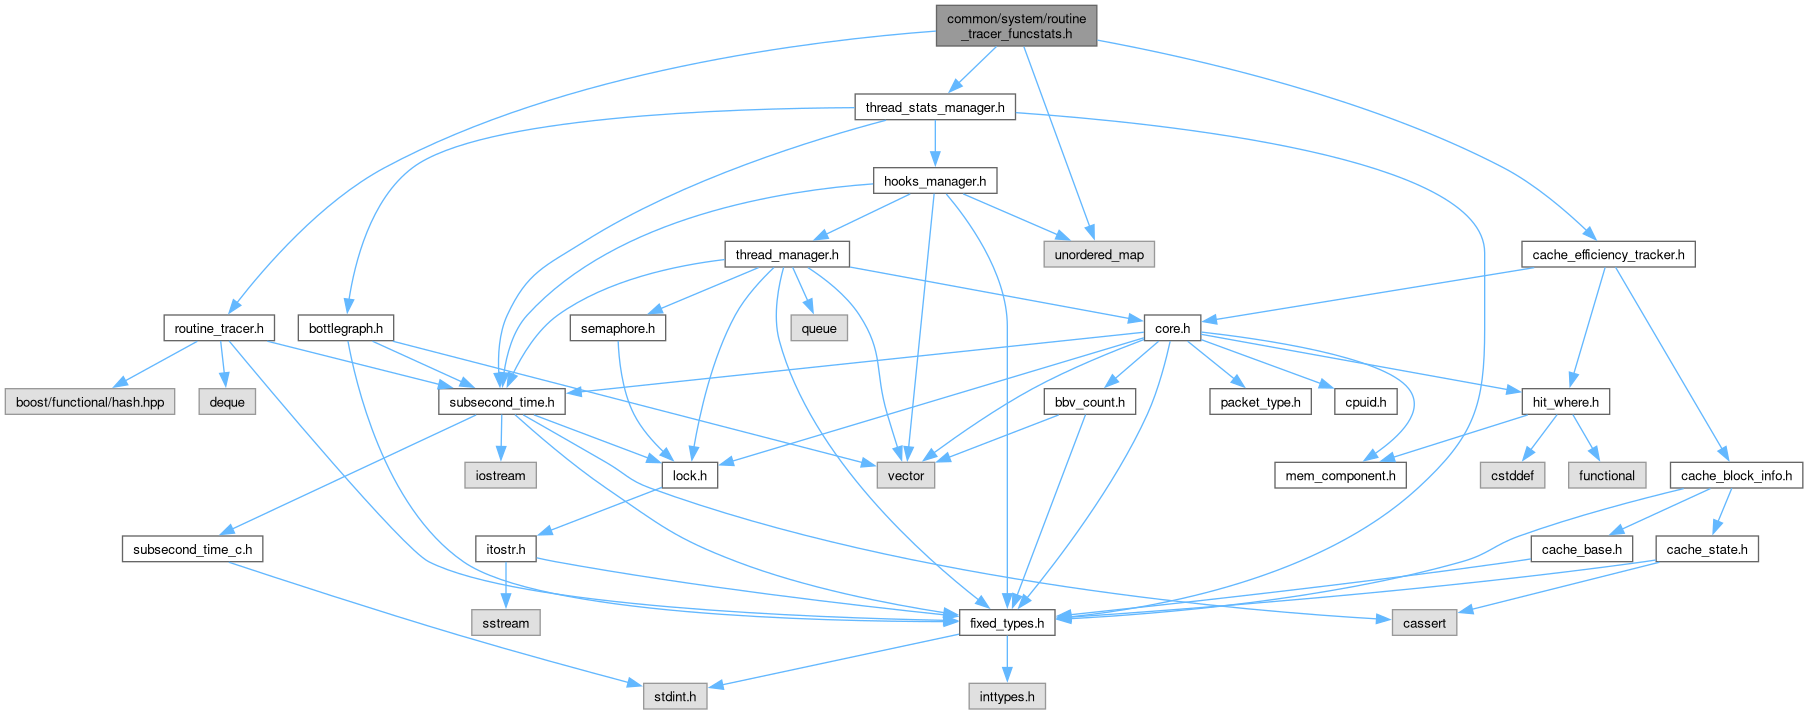 common/system/routine
_tracer_funcstats.h
thread_stats_manager.h
hooks_manager.h
thread_manager.h
unordered_map
cache_efficiency_tracker.h
routine_tracer.h
bottlegraph.h
semaphore.h
queue
core.h
boost/functional/hash.hpp
deque
subsecond_time.h
bbv_count.h
packet_type.h
cpuid.h
hit_where.h
iostream
lock.h
vector
mem_component.h
cstddef
functional
cache_block_info.h
subsecond_time_c.h
itostr.h
cache_base.h
cache_state.h
sstream
fixed_types.h
cassert
stdint.h
inttypes.h